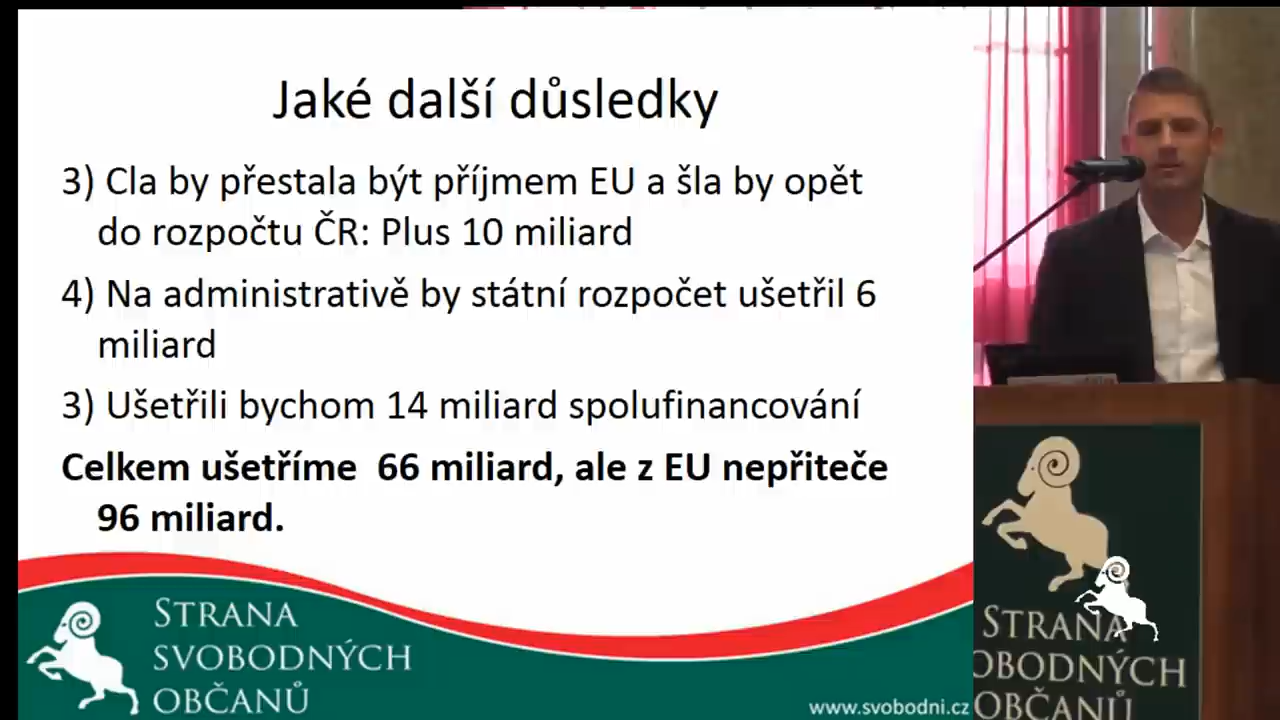 Jaké další důsledky
3) Cla by přestala být příjmem EU a šla by opět
do rozpočtu ČR: Plus 10 miliard
4) Na administrativě by státní rozpočet ušetřil 6
miliard
3) Ušetřili bychom 14 miliard spolufinancování
Celkem ušetříme 66 miliard, ale z EU nepřiteče
96 miliard.
STRANA
SVOBODNÝCH
OBČANŮ
www.svobodni.cz
STRANA
OBODNÝCH
OBČANŮ